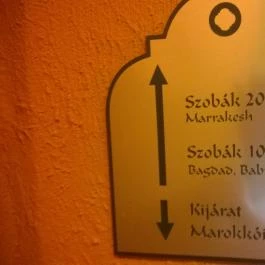 Szobák 20
Marrakesh
Szobák 10
Bagdad, Bab
Kijárat
Marokkói